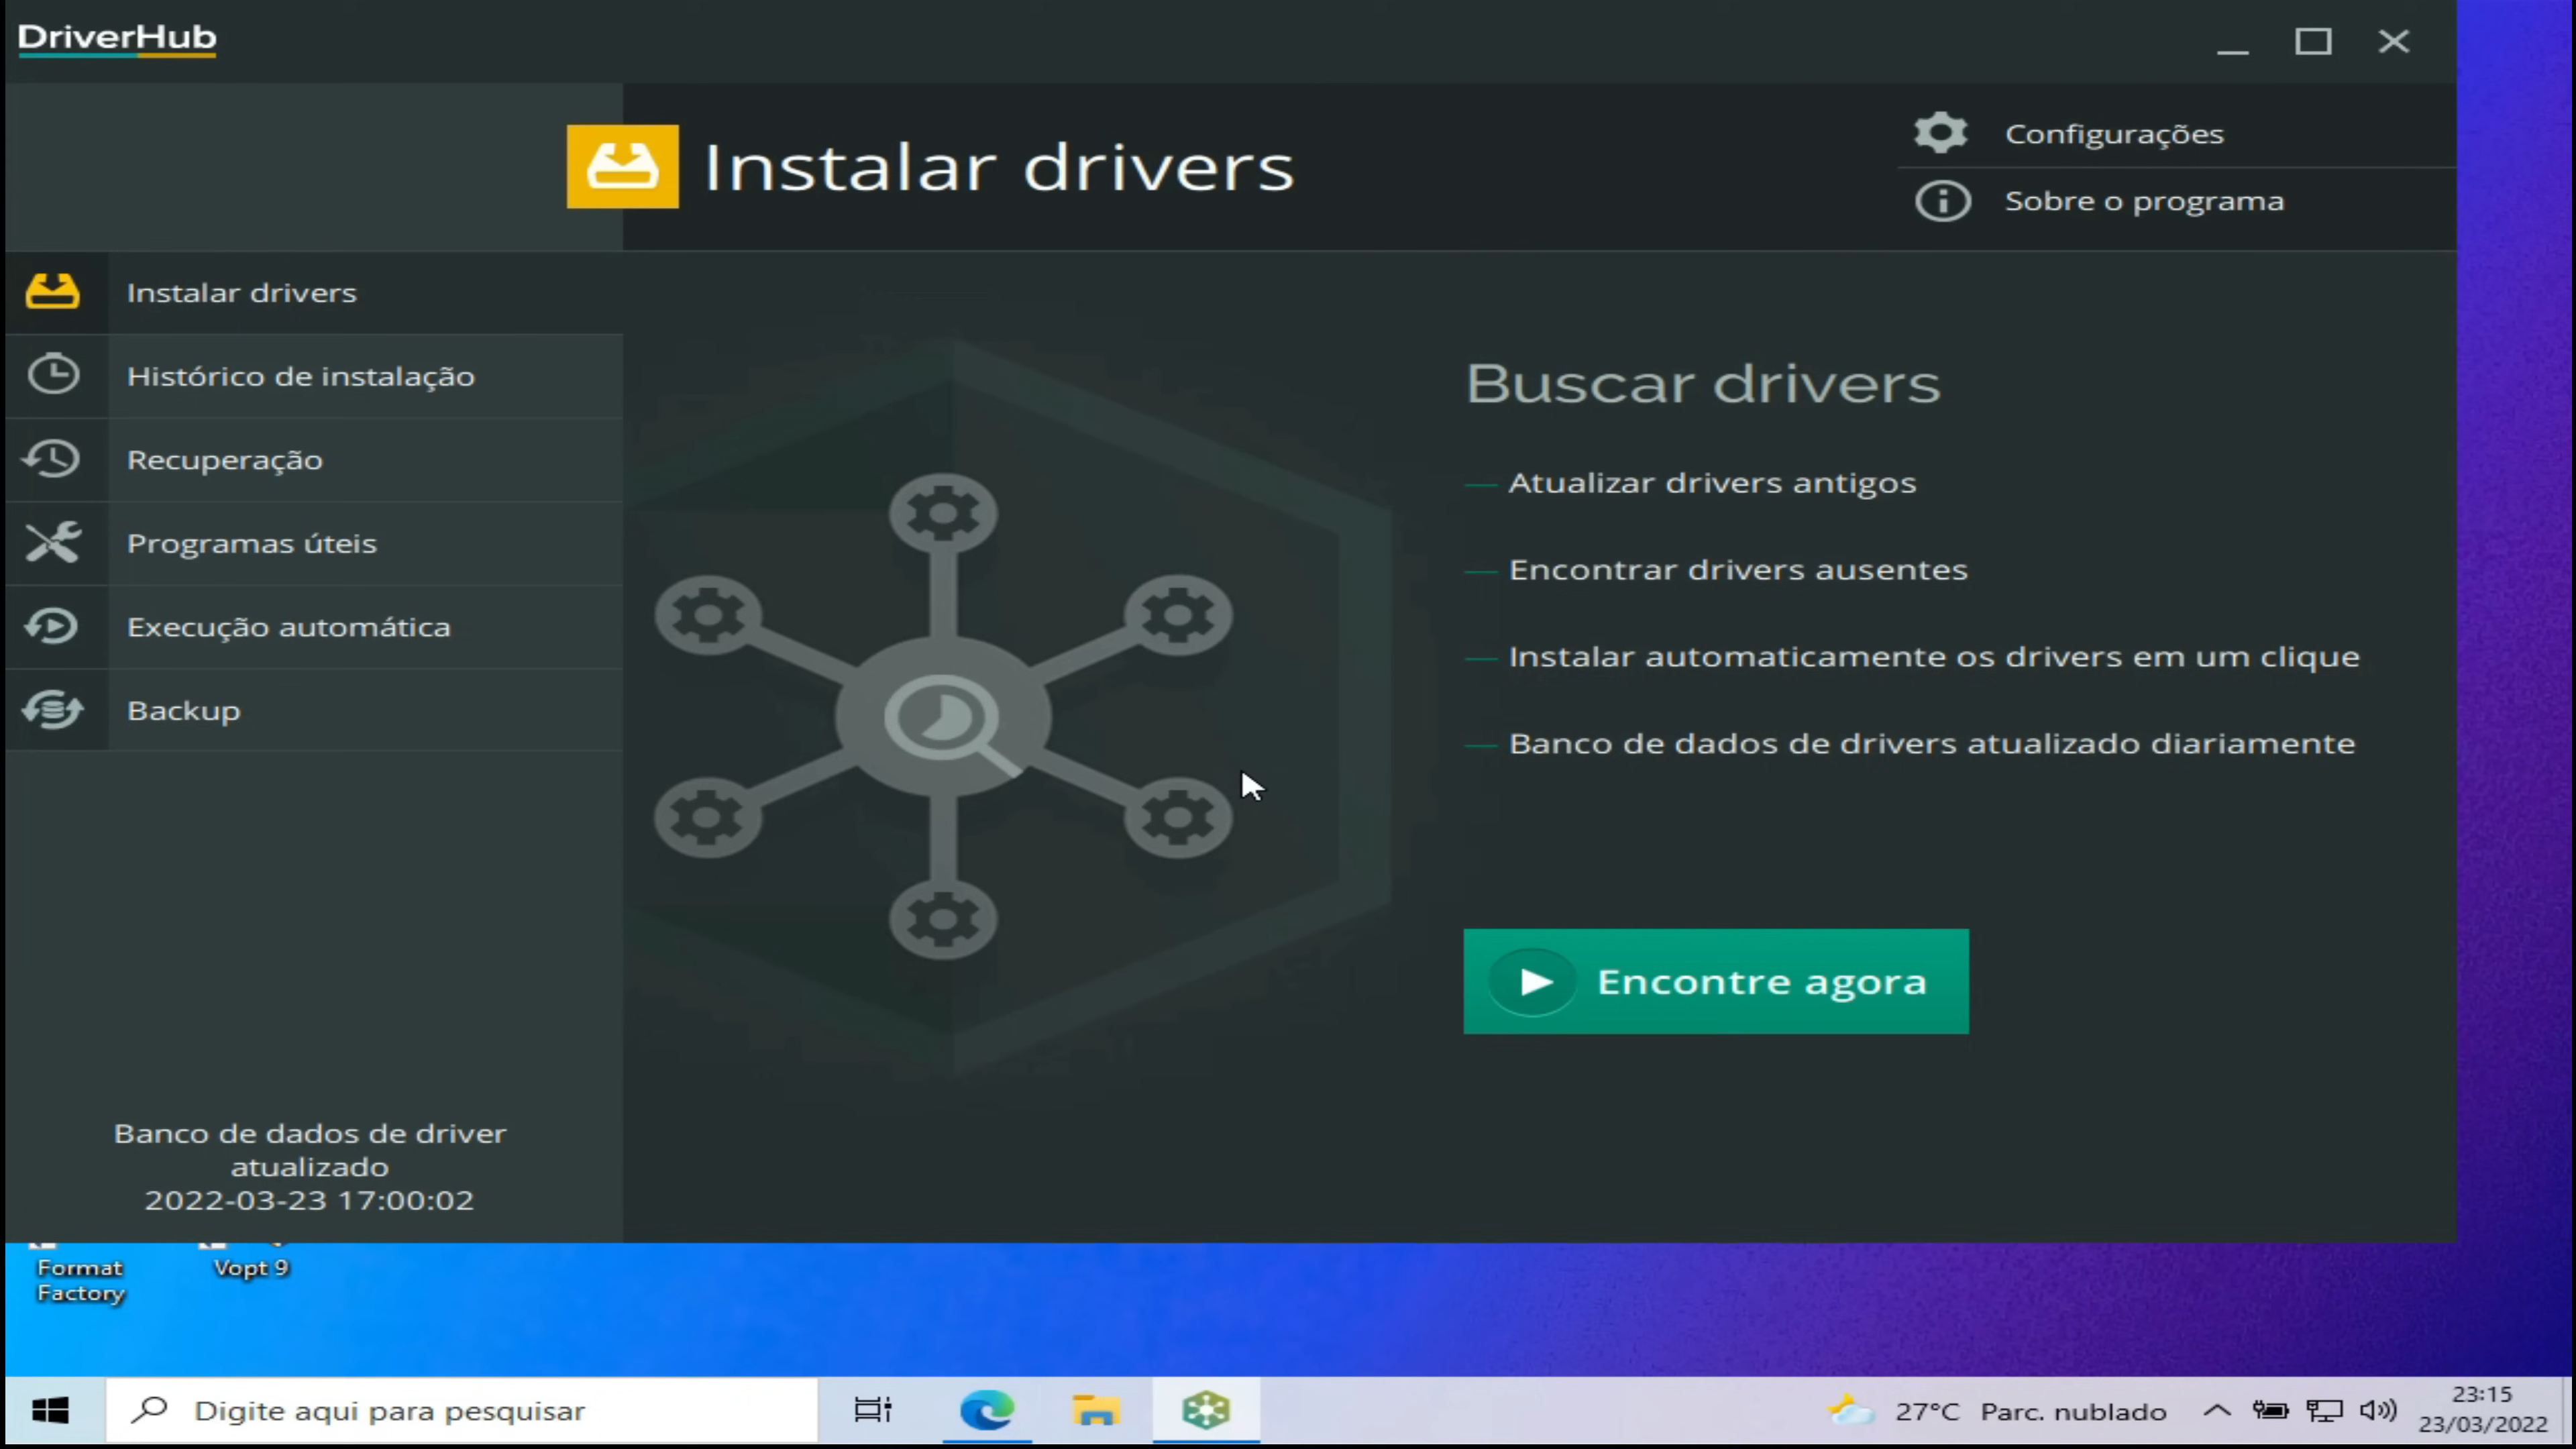 DriverHub
Instalar drivers
Configurações
Sobre o programa
Instalar drivers
Histórico de instalação
Recuperação
Programas úteis
Execução automática
Backup
Buscar drivers
Atualizar drivers antigos
Encontrar drivers ausentes
Instalar automaticamente os drivers em um clique
Banco de dados de drivers atualizado diariamente
Encontre agora
Banco de dados de driver
atualizado
2022-03-23 17:00:02
Format
Factory
Vopt 9
Digite aqui para pesquisar
27°C Parc. nublado
23:15
23/03/2022